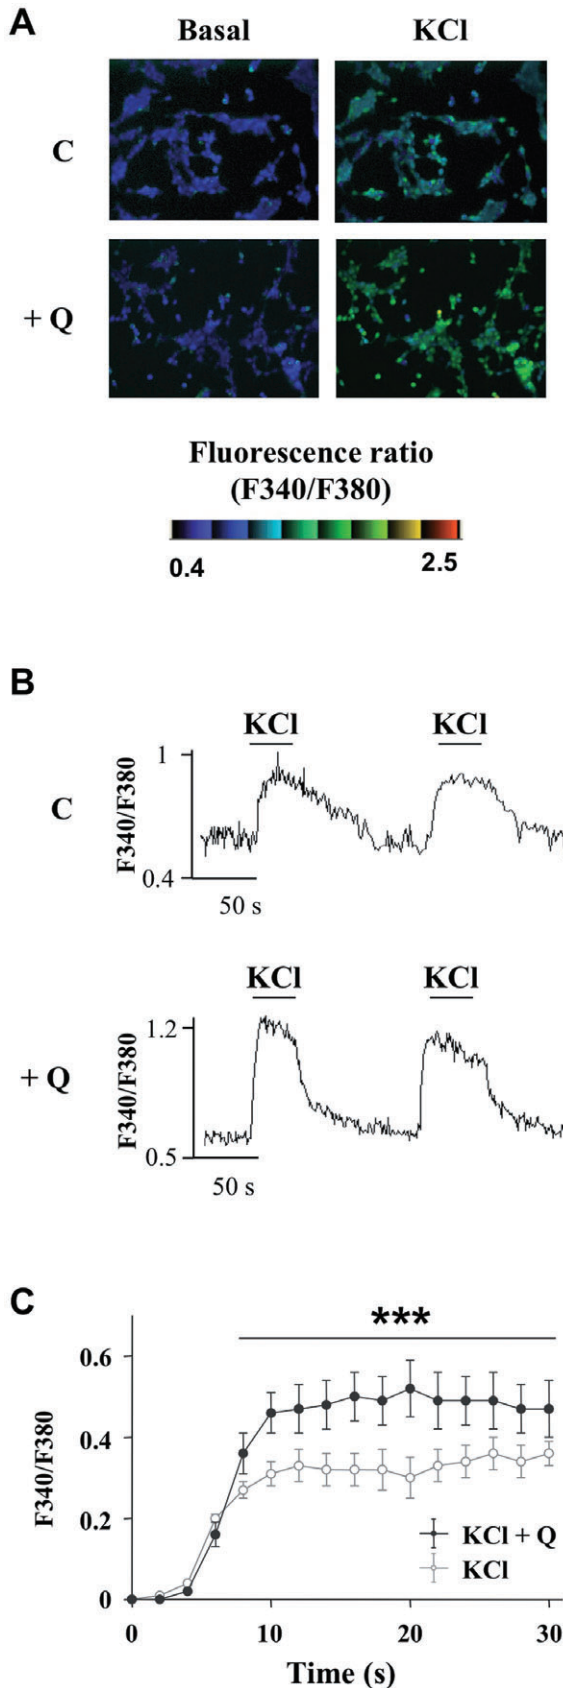 A
Basal KCl
C
+ Q
Fluorescence ratio
(F340/F380)
0.4 2.5
B
KCl KCl
C
F340/F380
1
0.4
50 s
KCl KCl
+ Q
F340/F380
1.2
0.5
50 s
C
***
F340/F380
0.6
0.4
0.2
0
KCl + Q
KCl
0 10 20 30
Time (s)